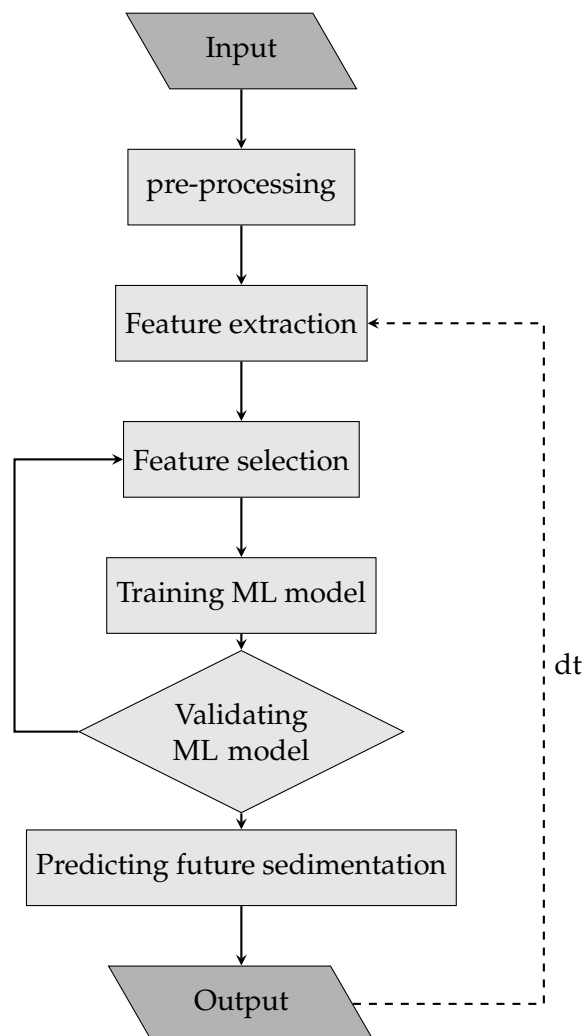 Input
pre-processing
Feature extraction
Feature selection
Training ML model
dt
Validating
ML model
Predicting future sedimentation
Output